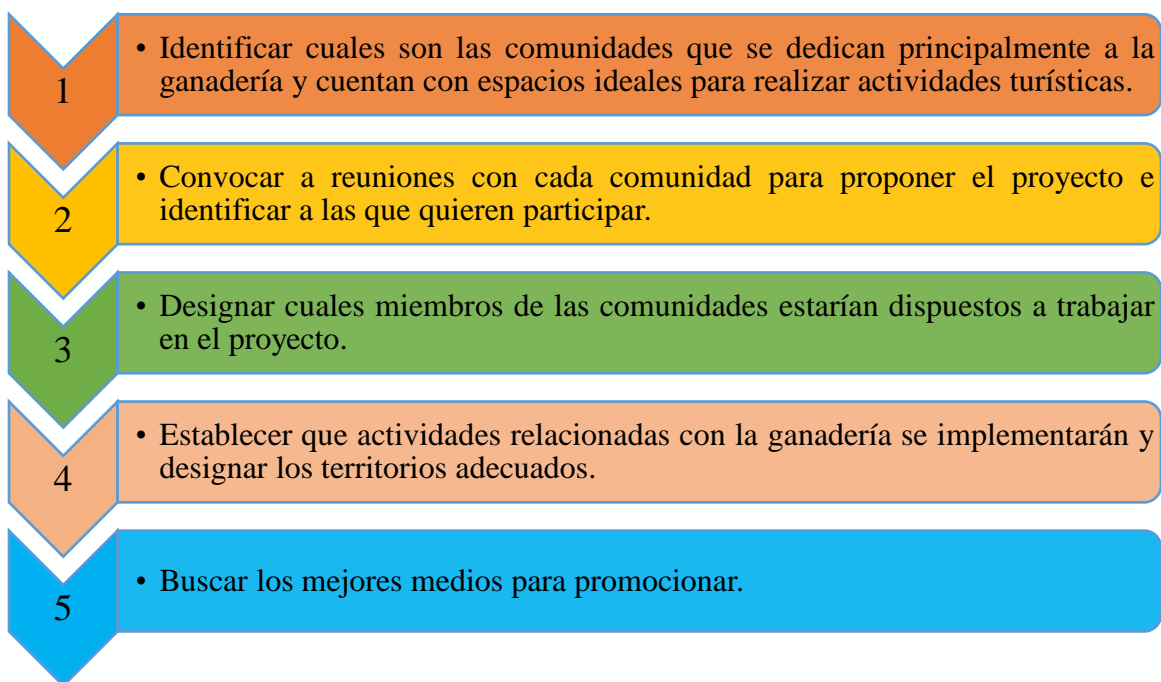 1
• Identificar cuales son las comunidades que se dedican principalmente a la
ganadería y cuentan con espacios ideales para realizar actividades turísticas.
2
• Convocar a reuniones con cada comunidad para proponer el proyecto e
identificar a las que quieren participar.
3
• Designar cuales miembros de las comunidades estarían dispuestos a trabajar
en el proyecto.
4
• Establecer que actividades relacionadas con la ganadería se implementarán y
designar los territorios adecuados.
5
• Buscar los mejores medios para promocionar.